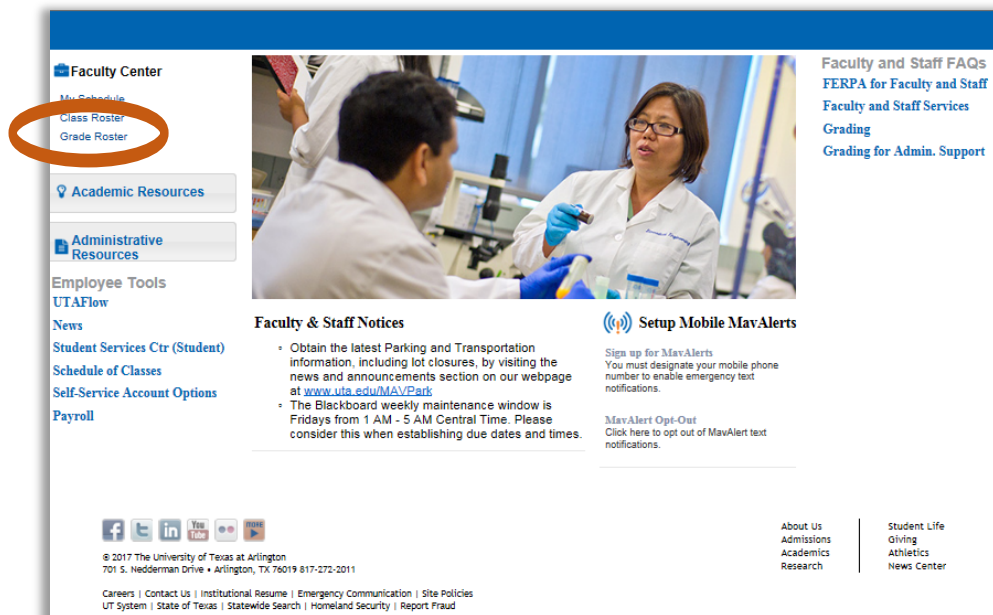 Faculty Center
My Schedule
Class Roster
Grade Roster
Academic Resources
Administrative
Resources
Employee Tools
UTAFlow
News
Student Services Ctr (Student)
Schedule of Classes
Self-Service Account Options
Payroll
Faculty & Staff Notices
Obtain the latest Parking and Transportation
information, including lot closures, by visiting the
news and announcements section on our webpage
at www.uta.edu/MAVPark
The Blackboard weekly maintenance window is
Fridays from 1 AM - 5 AM Central Time. Please
consider this when establishing due dates and times.
Setup Mobile MavAlerts
Sign up for MavAlerts
You must designate your mobile phone
number to enable emergency text
notifications.
MavAlert Opt-Out
Click here to opt out of MavAlert text
notifications.
Faculty and Staff FAQs
FERPA for Faculty and Staff
Faculty and Staff Services
Grading
Grading for Admin. Support
You
Tube
MORE
© 2017 The University of Texas at Arlington
701 S. Nedderman Drive • Arlington, TX 76019 817-272-2011
Careers | Contact Us | Institutional Resume | Emergency Communication | Site Policies
UT System | State of Texas | Statewide Search | Homeland Security | Report Fraud
About Us
Admissions
Academics
Research
Student Life
Giving
Athletics
News Center